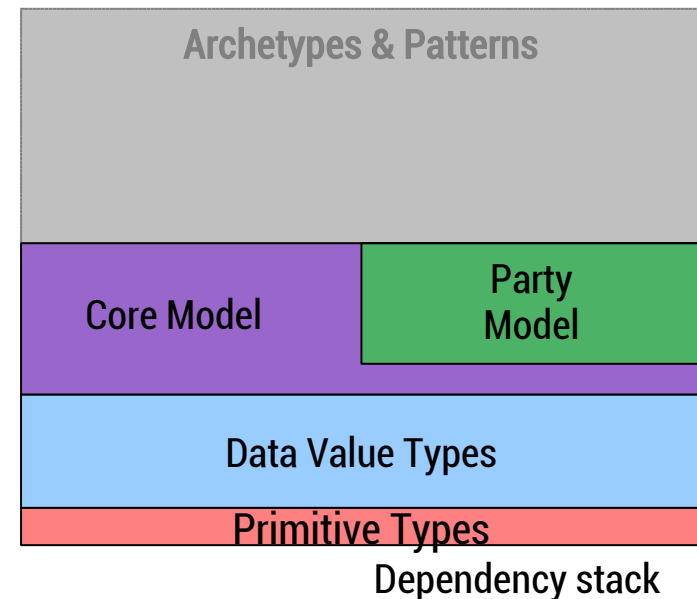 Archetypes & Patterns
Core Model
Party
Model
Data Value Types
Primitive Types
Dependency stack